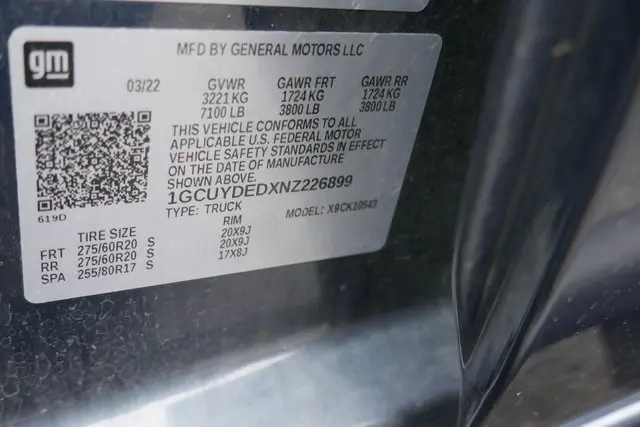 gm
MFD BY GENERAL MOTORS LLC
03/22 GVWR GAWR FRT GAWR RR
3221 KG 1724 KG 1724 KG
7100 LB 3800 LB 3800 LB
THIS VEHICLE CONFORMS TO ALL
APPLICABLE U.S. FEDERAL MOTOR
VEHICLE SAFETY STANDARDS IN EFFECT
ON THE DATE OF MANUFACTURE
SHOWN ABOVE.
1GCUYDEDXNZ226899
TYPE: TRUCK MODEL: X9CK10543
619D
TIRE SIZE RIM
FRT 275/60R20 S 20X9J
RR 275/60R20 S 20X9J
SPA 255/80R17 S 17X8J